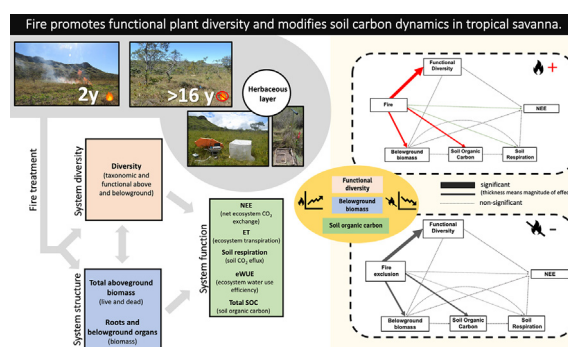 Fire promotes functional plant diversity and modifies soil carbon dynamics in tropical savanna.
2y
>16 y
Herbaceous
layer
Fire treatment
System diversity
Diversity
(taxonomic and
functional above
and belowground)
System structure
Total aboveground
biomass
(live and dead)
Roots and
belowground organs
(biomass)
System function
NEE
(net ecosystem CO₂
exchange)
ET
(ecosystem transpiration)
Soil respiration
(soil CO₂ eflux)
eWUE
(ecosystem water use
efficiency)
Total SOC
(soil organic carbon)
Functional
diversity
Belowground
biomass
Soil organic carbon
+
Functional
Diversity
Fire
NEE
Belowground
biomass
Soil Organic
Carbon
Soil
Respiration
significant
(thickness means magnitude of effec
non-significant
-
Functional
Diversity
Fire
exclusion
NEE
Belowground
biomass
Soil Organic
Carbon
Soil
Respiration